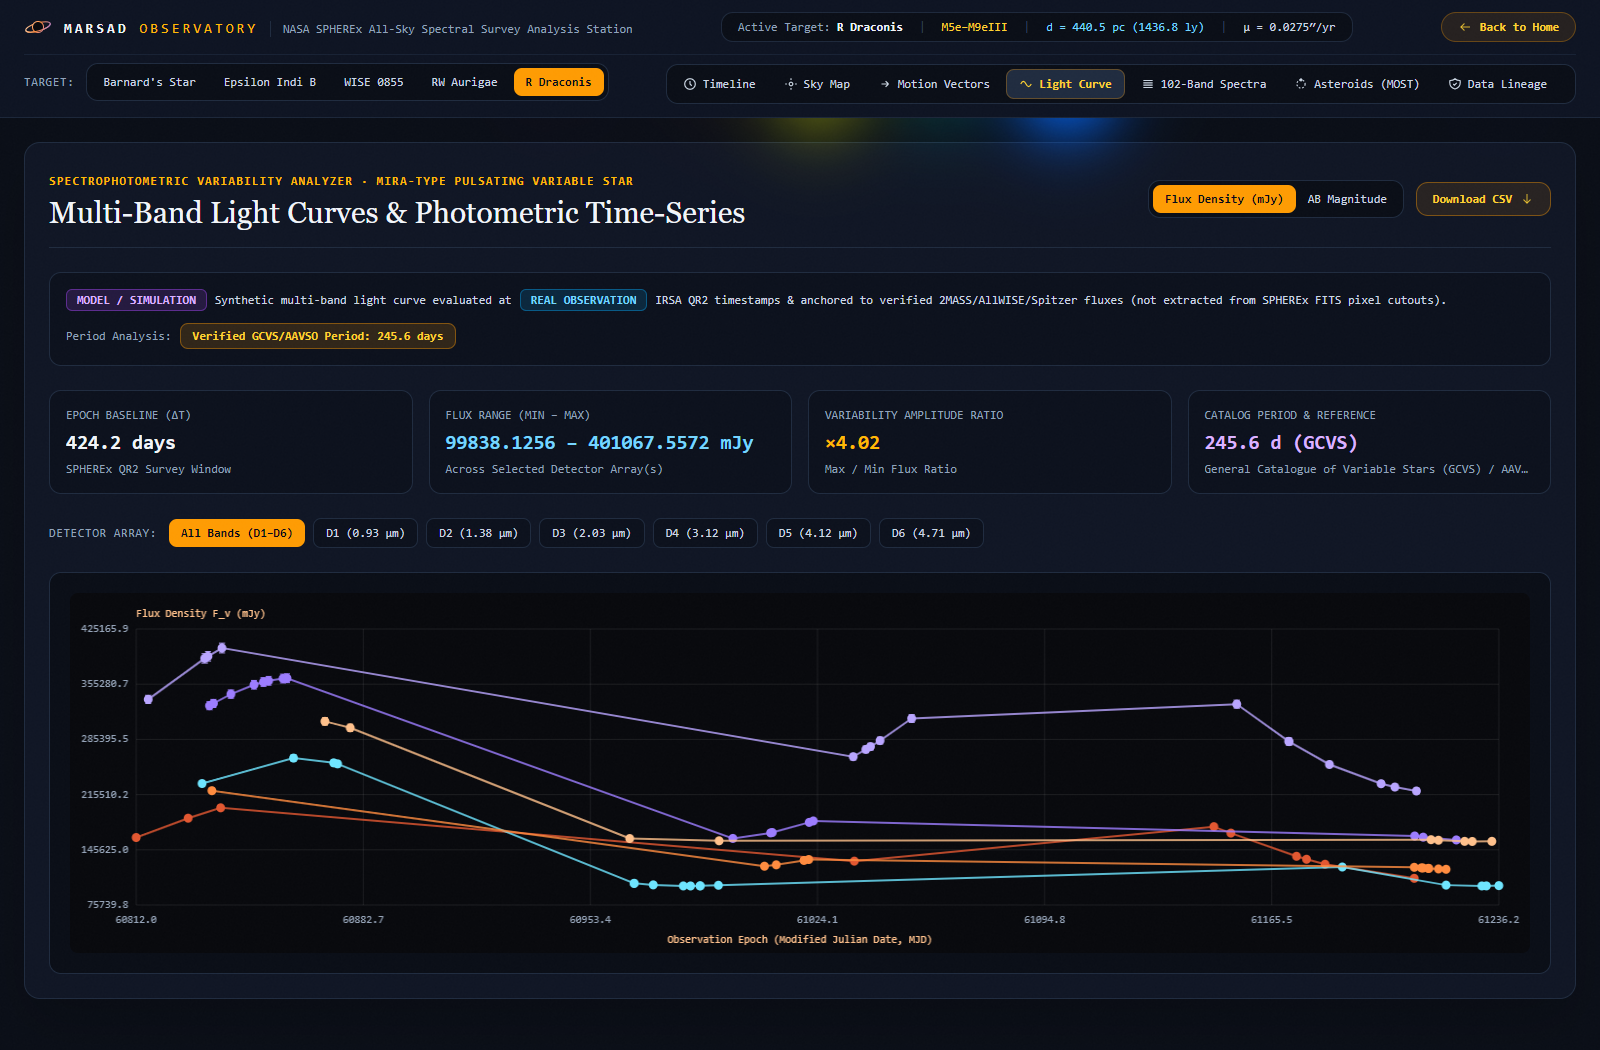 MARSAD OBSERVATORY
NASA SPHEREx All-Sky Spectral Survey Analysis Station
Active Target: R Draconis | M5e–M9eIII | d = 440.5 pc (1436.8 ly) | μ = 0.0275″/yr
← Back to Home
TARGET: Barnard's Star Epsilon Indi B WISE 0855 RW Aurigae R Draconis
Timeline Sky Map Motion Vectors Light Curve 102-Band Spectra Asteroids (MOST) Data Lineage
SPECTROPHOTOMETRIC VARIABILITY ANALYZER · MIRA-TYPE PULSATING VARIABLE STAR
Multi-Band Light Curves & Photometric Time-Series
Flux Density (mJy) AB Magnitude
Download CSV ↓
MODEL / SIMULATION Synthetic multi-band light curve evaluated at REAL OBSERVATION IRSA QR2 timestamps & anchored to verified 2MASS/AllWISE/Spitzer fluxes (not extracted from SPHEREx FITS pixel cutouts).
Period Analysis: Verified GCVS/AAVSO Period: 245.6 days
EPOCH BASELINE (ΔT)
424.2 days
SPHEREx QR2 Survey Window
FLUX RANGE (MIN – MAX)
99838.1256 – 401067.5572 mJy
Across Selected Detector Array(s)
VARIABILITY AMPLITUDE RATIO
×4.02
Max / Min Flux Ratio
CATALOG PERIOD & REFERENCE
245.6 d (GCVS)
General Catalogue of Variable Stars (GCVS) / AAV…
DETECTOR ARRAY: All Bands (D1–D6) D1 (0.93 μm) D2 (1.38 μm) D3 (2.03 μm) D4 (3.12 μm) D5 (4.12 μm) D6 (4.71 μm)
Flux Density F_ν (mJy)
425165.9
355280.7
285395.5
215510.2
145625.0
75739.8
60812.0 60882.7 60953.4 61024.1 61094.8 61165.5 61236.2
Observation Epoch (Modified Julian Date, MJD)